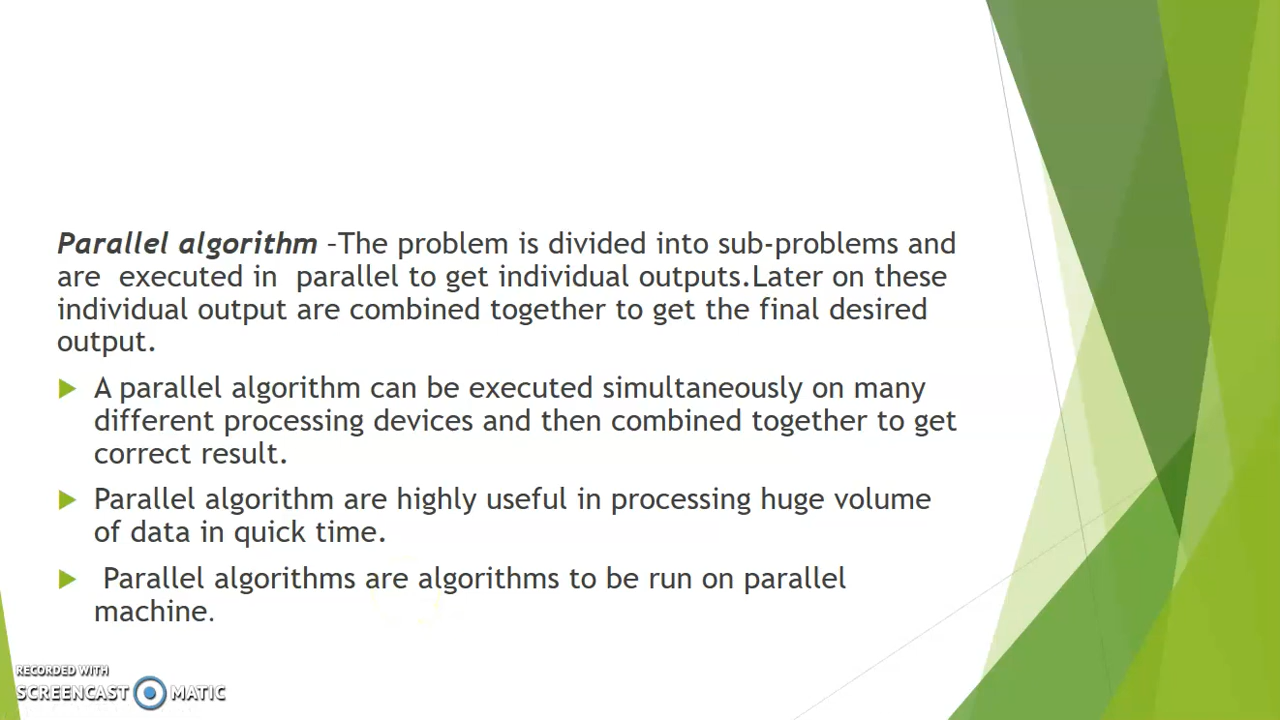 Parallel algorithm –The problem is divided into sub-problems and
are executed in parallel to get individual outputs.Later on these
individual output are combined together to get the final desired
output.
A parallel algorithm can be executed simultaneously on many
different processing devices and then combined together to get
correct result.
Parallel algorithm are highly useful in processing huge volume
of data in quick time.
Parallel algorithms are algorithms to be run on parallel
machine.
RECORDED WITH
SCREENCAST MATIC